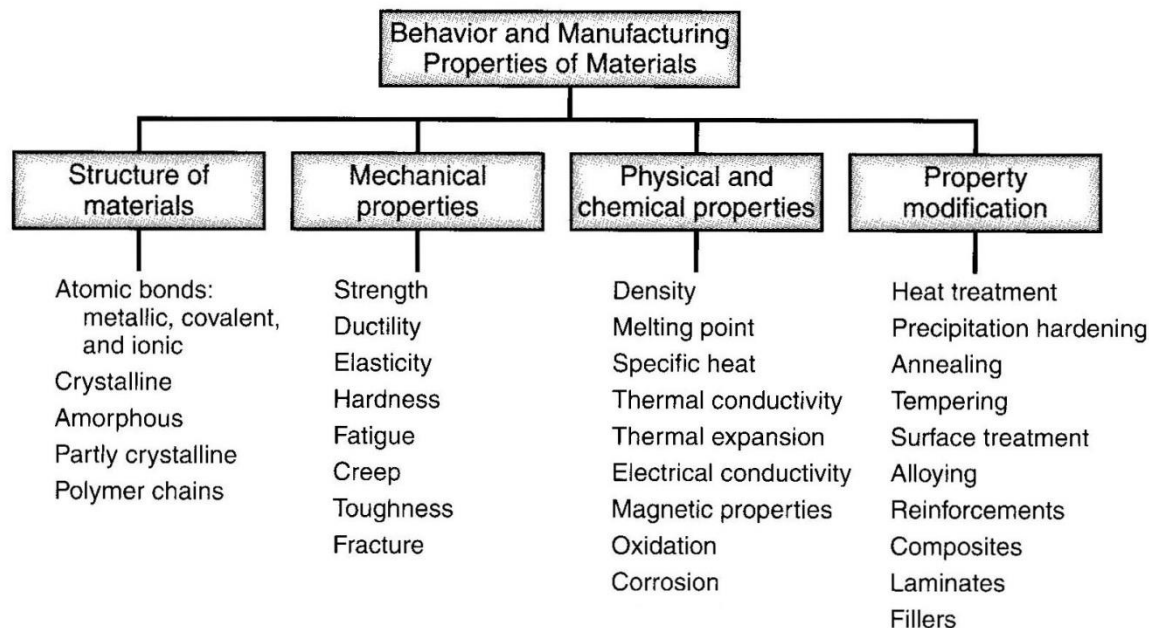 Behavior and Manufacturing
Properties of Materials
Structure of
materials
Mechanical
properties
Physical and
chemical properties
Property
modification
Atomic bonds:
metallic, covalent,
and ionic
Crystalline
Amorphous
Partly crystalline
Polymer chains
Strength
Ductility
Elasticity
Hardness
Fatigue
Creep
Toughness
Fracture
Density
Melting point
Specific heat
Thermal conductivity
Thermal expansion
Electrical conductivity
Magnetic properties
Oxidation
Corrosion
Heat treatment
Precipitation hardening
Annealing
Tempering
Surface treatment
Alloying
Reinforcements
Composites
Laminates
Fillers